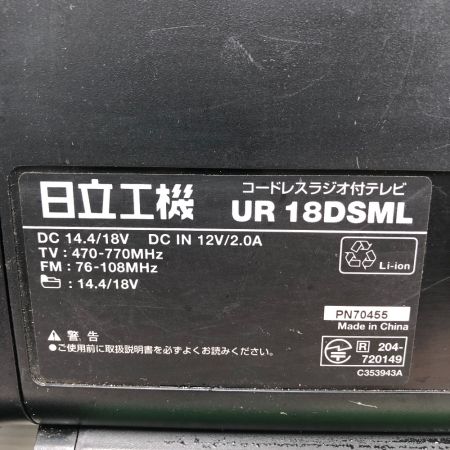 日立工機
コードレスラジオ付テレビ
UR 18DSML
DC 14.4/18V DC IN 12V/2.0A
TV : 470-770MHz
FM : 76-108MHz
: 14.4/18V
Li-ion
PN70455
Made in China
警告
●ご使用前に取扱説明書を必ずよくお読みください。
R 204-
720149
C353943A